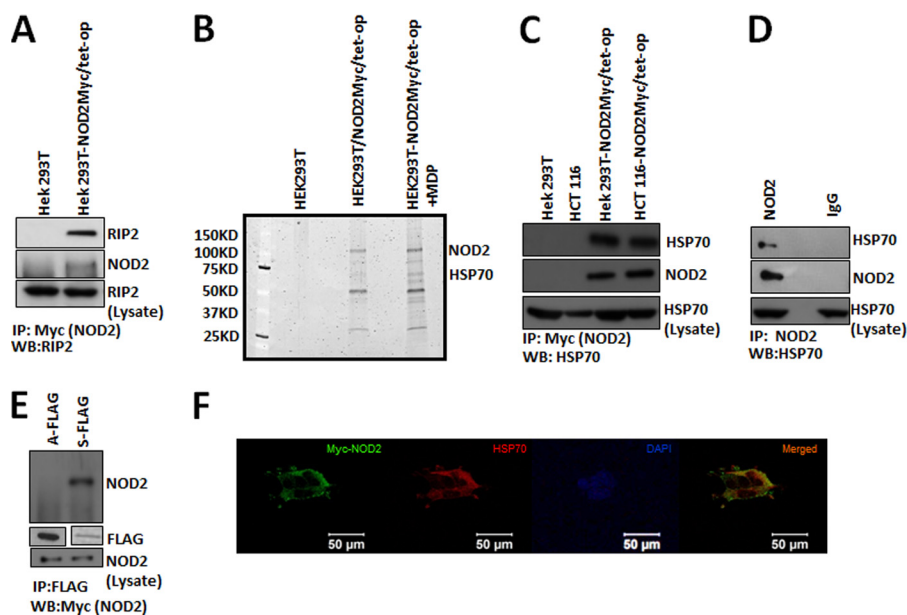 A
Hek 293T
Hek 293T-NOD2Myc/tet-op
RIP2
NOD2
RIP2
(Lysate)
IP: Myc (NOD2)
WB:RIP2
B
HEK293T
HEK293T/NOD2Myc/tet-op
HEK293T-NOD2Myc/tet-op
+MDP
150KD
100KD
75KD
50KD
37KD
25KD
NOD2
HSP70
C
Hek 293T
HCT 116
Hek 293T-NOD2Myc/tet-op
HCT 116-NOD2Myc/tet-op
HSP70
NOD2
HSP70
(Lysate)
IP: Myc (NOD2)
WB: HSP70
D
NOD2
IgG
HSP70
NOD2
HSP70
(Lysate)
IP: NOD2
WB:HSP70
E
A-FLAG
S-FLAG
NOD2
FLAG
NOD2
(Lysate)
IP:FLAG
WB:Myc (NOD2)
F
Myc-NOD2
HSP70
DAPI
Merged
50 µm
50 µm
50 µm
50 µm